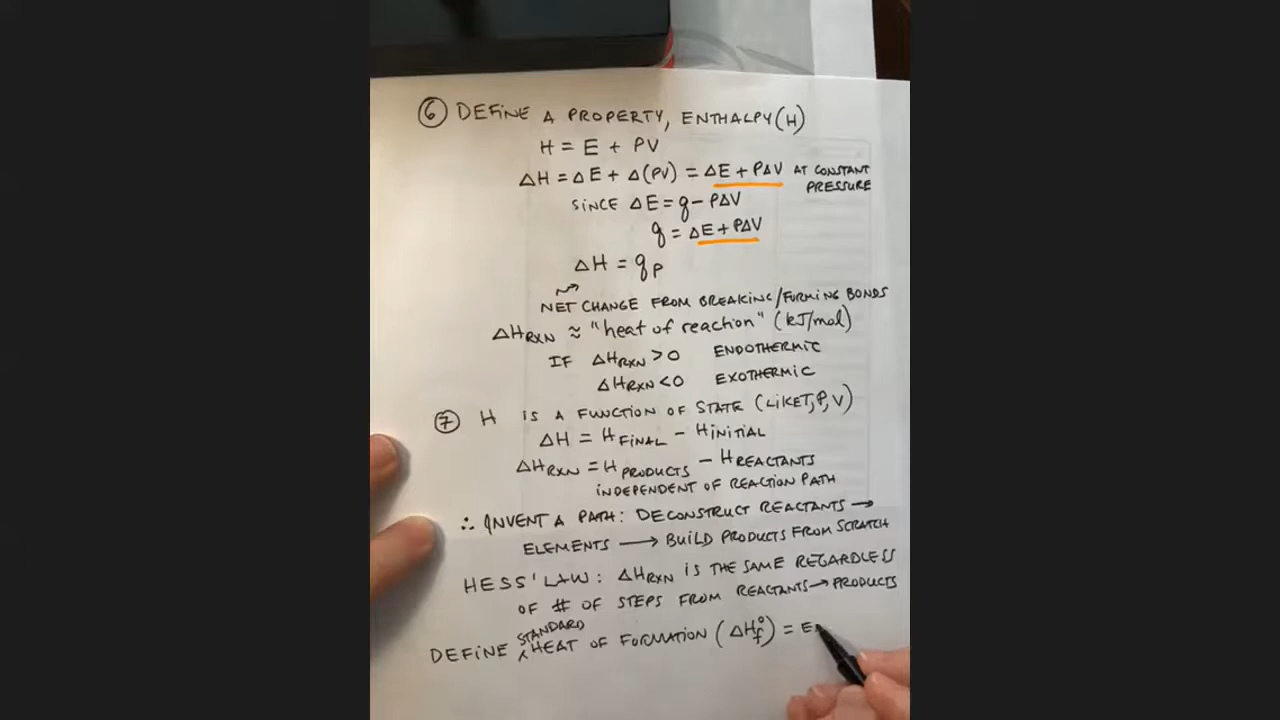 ⑥ DEFINE A PROPERTY, ENTHALPY (H)
H = E + PV
ΔH = ΔE + Δ(PV) = ΔE + PΔV AT CONSTANT
PRESSURE
SINCE ΔE = q - PΔV
q = ΔE + PΔV
ΔH = qP
NET CHANGE FROM BREAKING/FORMING BONDS
ΔHRXN ≈ "heat of reaction" (kJ/mol)
IF ΔHRXN > 0 ENDOTHERMIC
ΔHRXN < 0 EXOTHERMIC
⑦ H IS A FUNCTION OF STATE (LIKE T, P, V)
ΔH = HFINAL - HINITIAL
ΔHRXN = HPRODUCTS - HREACTANTS
INDEPENDENT OF REACTION PATH
∴ INVENT A PATH: DECONSTRUCT REACTANTS →
ELEMENTS → BUILD PRODUCTS FROM SCRATCH
HESS' LAW: ΔHRXN IS THE SAME REGARDLESS
OF # OF STEPS FROM REACTANTS → PRODUCTS
STANDARD
DEFINE ^ HEAT OF FORMATION (ΔH°f) = E